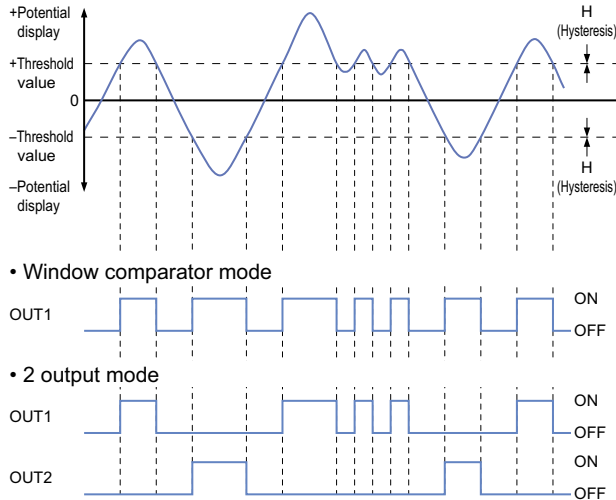 +Potential
display
+Threshold
value
0
–Threshold
value
–Potential
display
H
(Hysteresis)
H
(Hysteresis)
• Window comparator mode
OUT1
ON
OFF
• 2 output mode
OUT1
ON
OFF
OUT2
ON
OFF